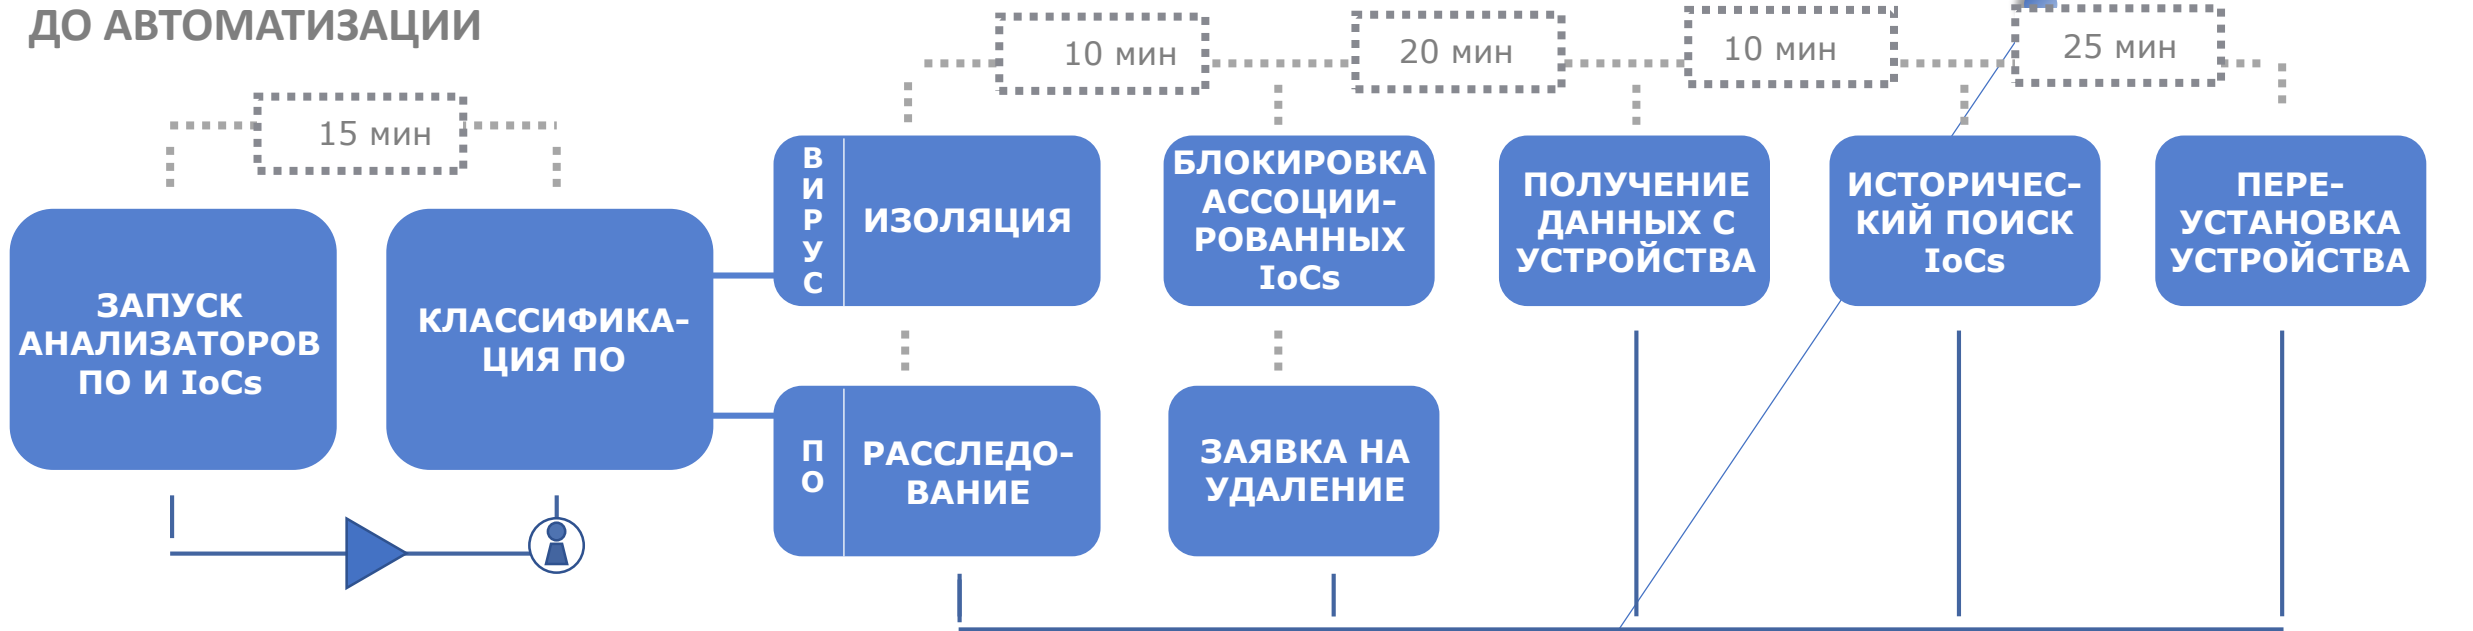 ДО АВТОМАТИЗАЦИИ
15 мин
10 мин
20 мин
10 мин
25 мин
ЗАПУСК
АНАЛИЗАТОРОВ
ПО И IoCs
КЛАССИФИКА-
ЦИЯ ПО
В
И
Р
У
С
ИЗОЛЯЦИЯ
БЛОКИРОВКА
АССОЦИИ-
РОВАННЫХ
IoCs
ПОЛУЧЕНИЕ
ДАННЫХ С
УСТРОЙСТВА
ИСТОРИЧЕС-
КИЙ ПОИСК
IoCs
ПЕРЕ-
УСТАНОВКА
УСТРОЙСТВА
П
О
РАССЛЕДО-
ВАНИЕ
ЗАЯВКА НА
УДАЛЕНИЕ